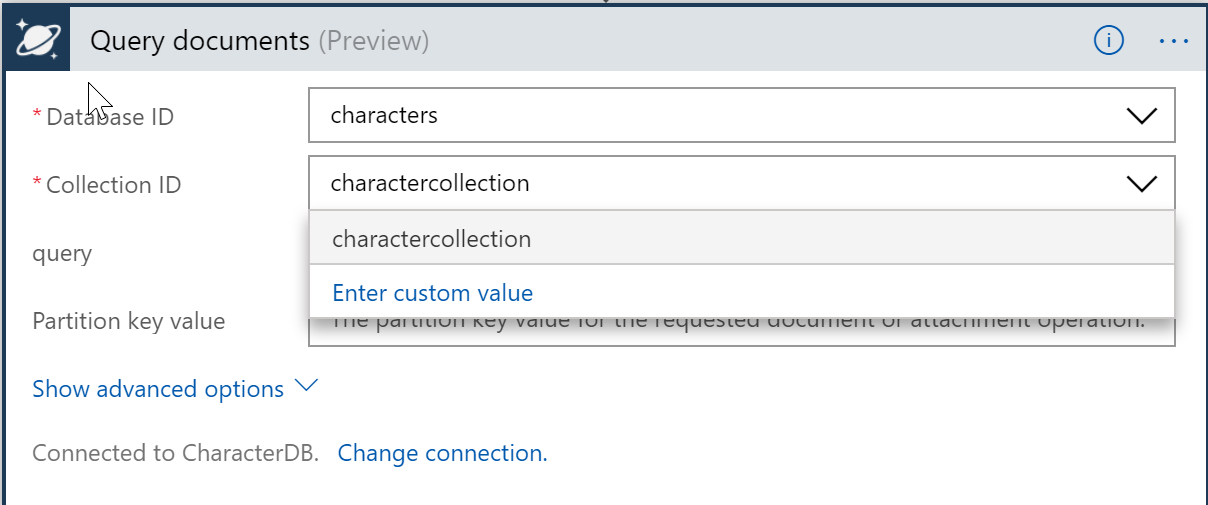 Query documents (Preview)
* Database ID
characters
* Collection ID
charactercollection
charactercollection
query
Enter custom value
Partition key value
The partition key value for the requested document or attachment operation.
Show advanced options
Connected to CharacterDB. Change connection.